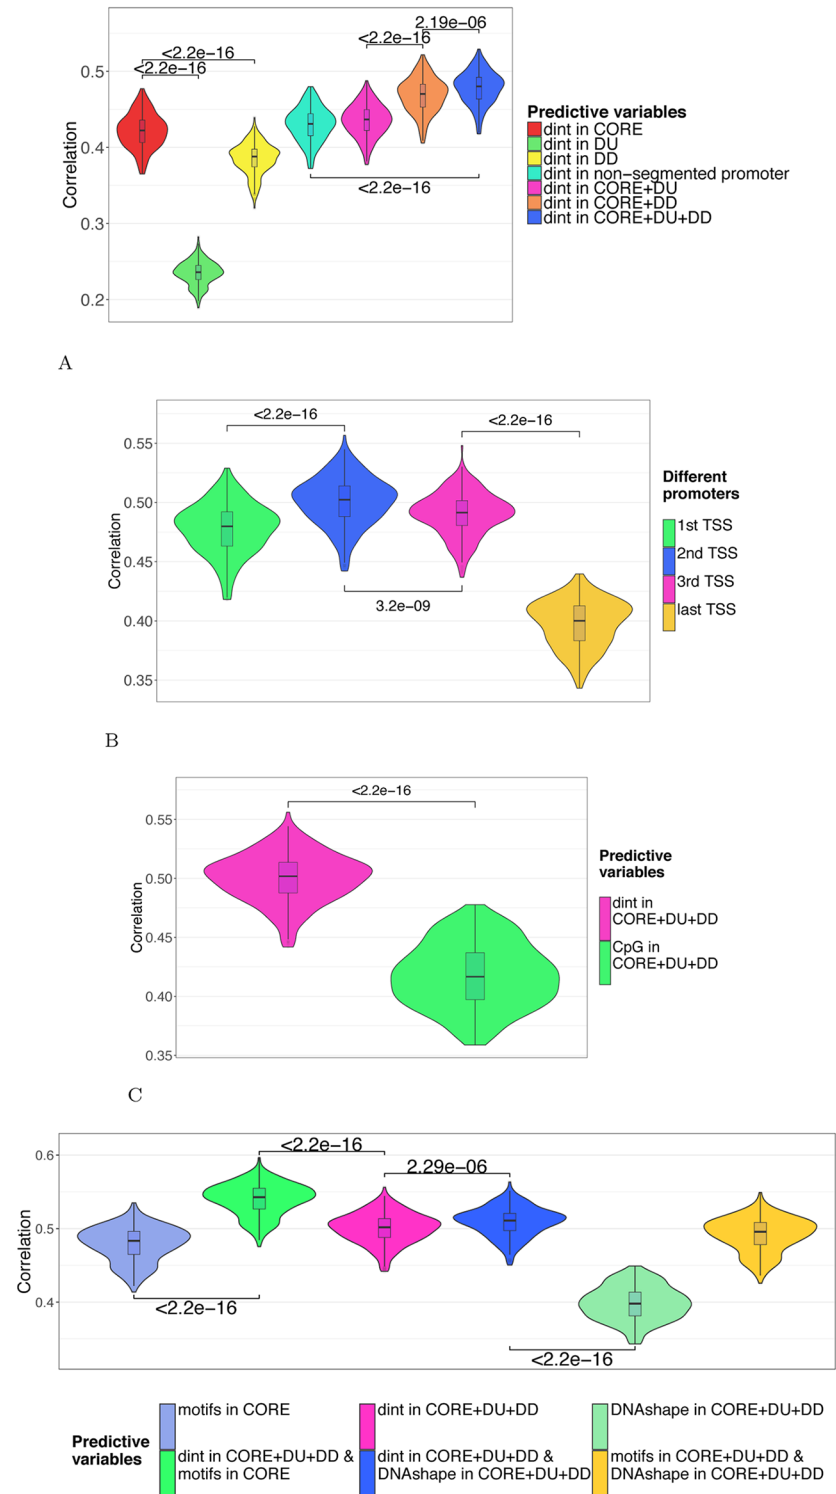 2.19e−06
<2.2e−16
<2.2e−16
<2.2e−16
0.5
0.4
0.3
0.2
Correlation
<2.2e−16
Predictive variables
dint in CORE
dint in DU
dint in DD
dint in non−segmented promoter
dint in CORE+DU
dint in CORE+DD
dint in CORE+DU+DD
A
<2.2e−16
<2.2e−16
0.55
0.50
0.45
0.40
0.35
Correlation
3.2e−09
Different
promoters
1st TSS
2nd TSS
3rd TSS
last TSS
B
<2.2e−16
0.55
0.50
0.45
0.40
0.35
Correlation
Predictive
variables
dint in
CORE+DU+DD
CpG in
CORE+DU+DD
C
<2.2e−16
2.29e−06
0.6
0.5
0.4
Correlation
<2.2e−16
<2.2e−16
Predictive
variables
motifs in CORE
dint in CORE+DU+DD &
motifs in CORE
dint in CORE+DU+DD
dint in CORE+DU+DD &
DNAshape in CORE+DU+DD
DNAshape in CORE+DU+DD
motifs in CORE+DU+DD &
DNAshape in CORE+DU+DD